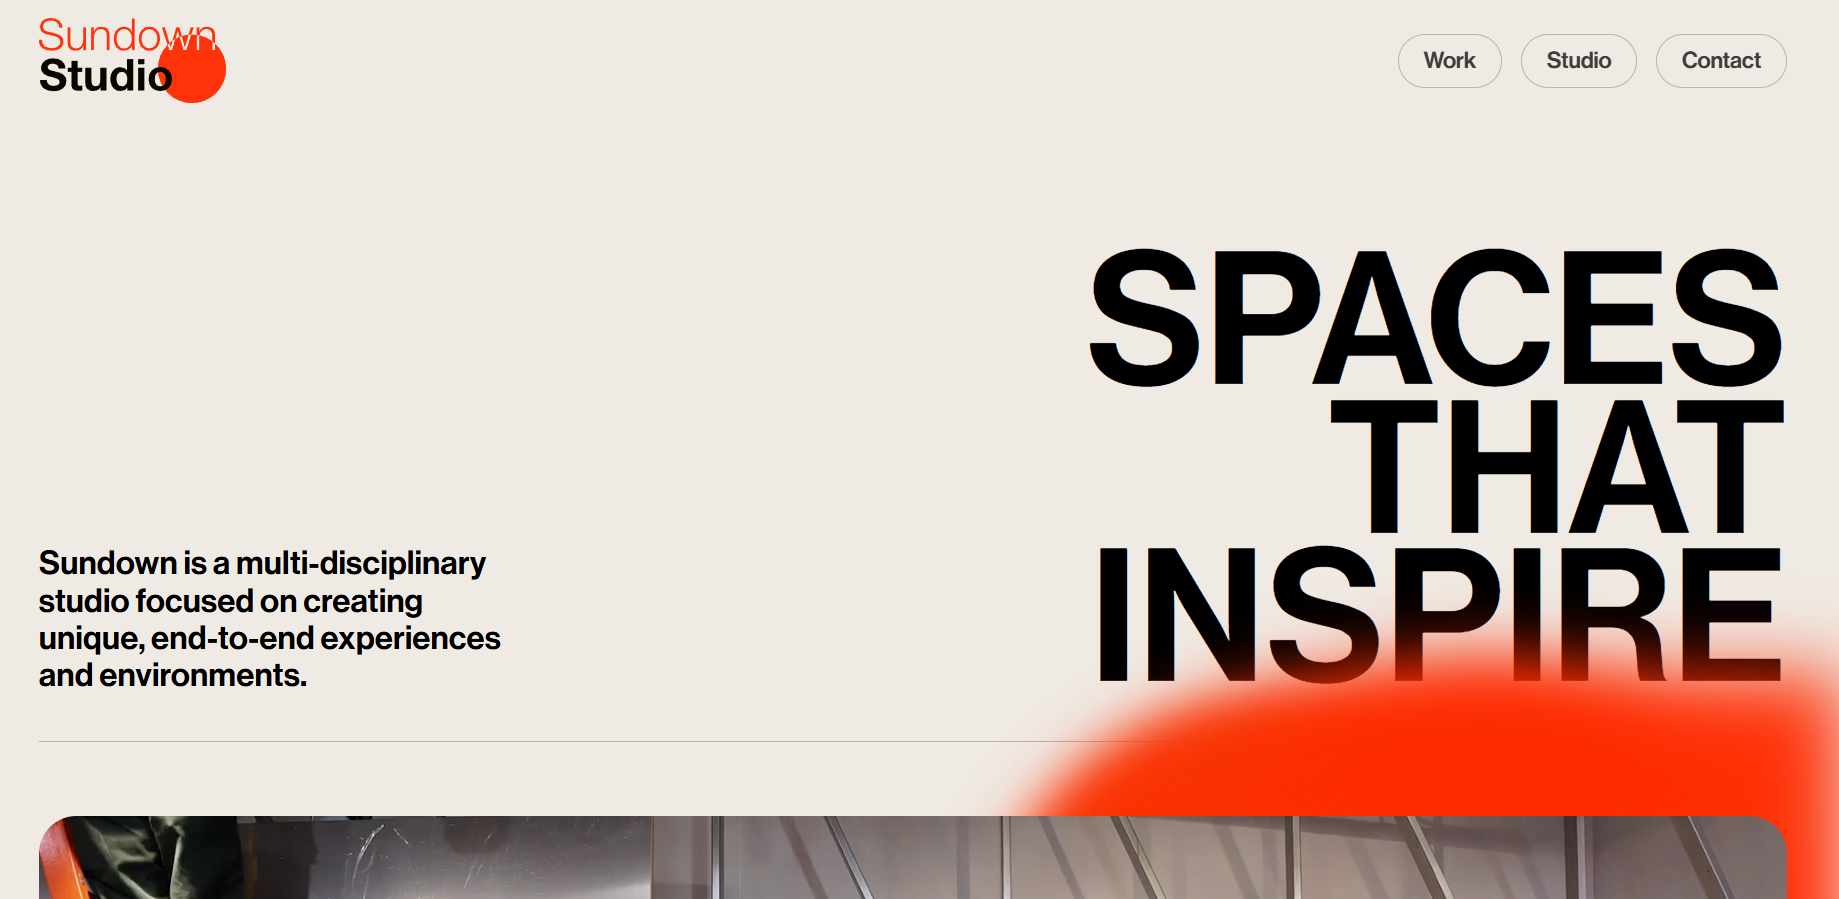 Sundown
Studio
Work
Studio
Contact
SPACES
THAT
INSPIRE
Sundown is a multi-disciplinary
studio focused on creating
unique, end-to-end experiences
and environments.